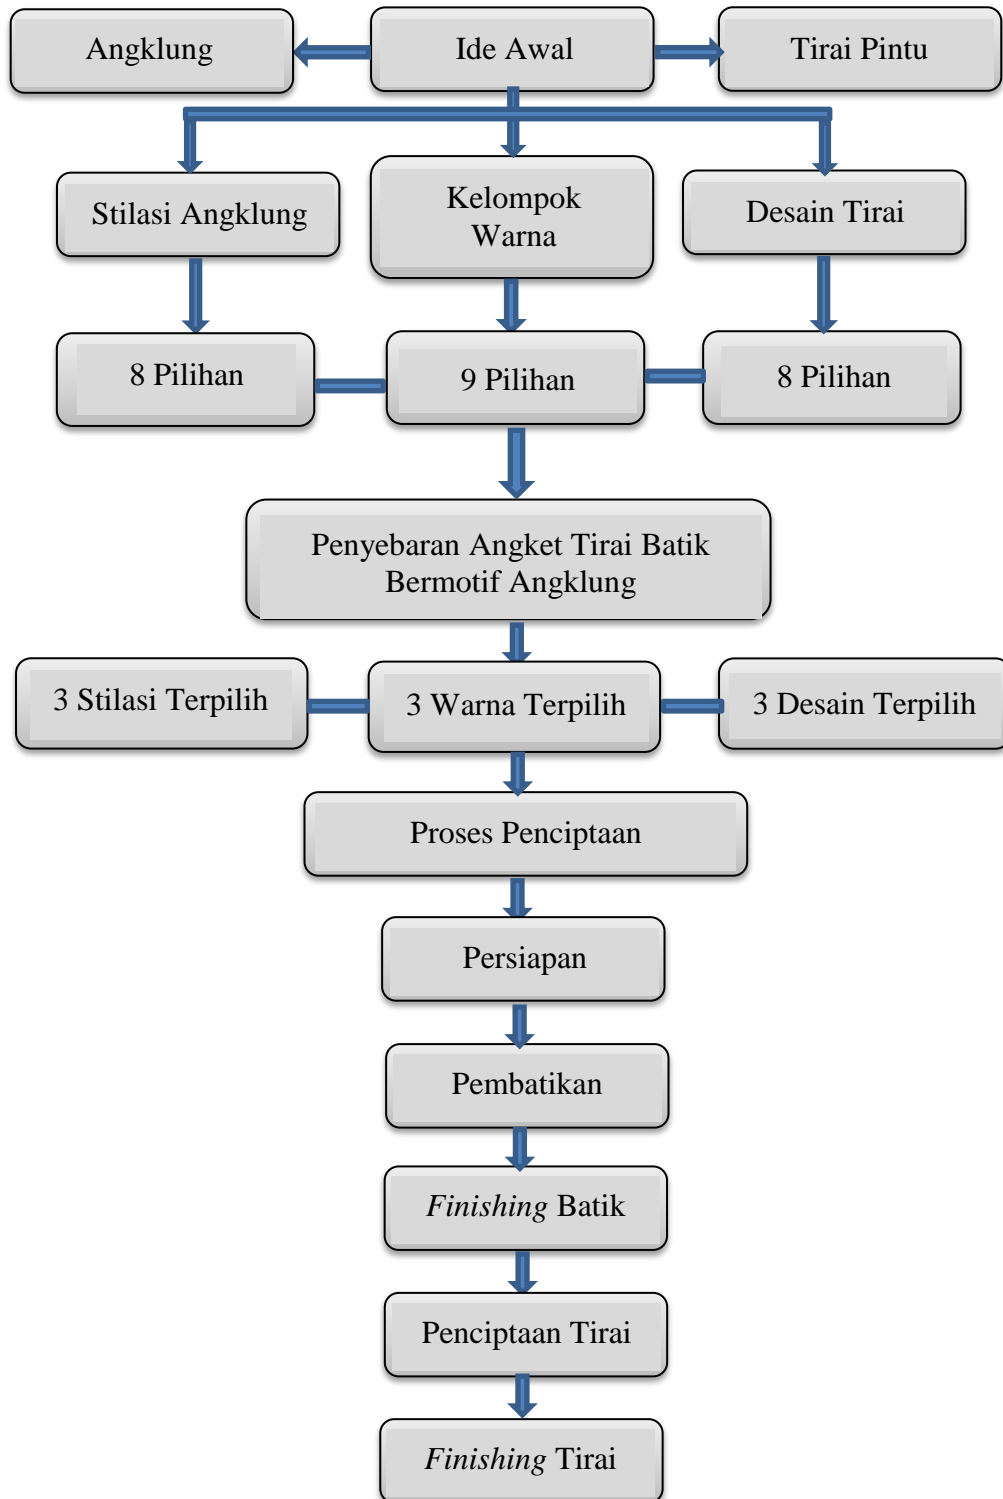 Angklung
Ide Awal
Tirai Pintu
Stilasi Angklung
Kelompok
Warna
Desain Tirai
8 Pilihan
9 Pilihan
8 Pilihan
Penyebaran Angket Tirai Batik
Bermotif Angklung
3 Stilasi Terpilih
3 Warna Terpilih
3 Desain Terpilih
Proses Penciptaan
Persiapan
Pembatikan
Finishing Batik
Penciptaan Tirai
Finishing Tirai